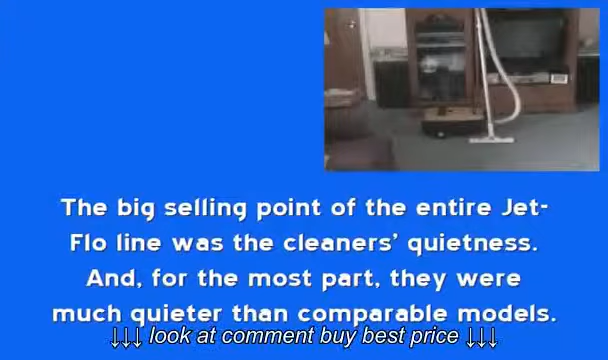 The big selling point of the entire Jet-
Flo line was the cleaners' quietness.
And, for the most part, they were
much quieter than comparable models.
↓↓↓ look at comment buy best price ↓↓↓